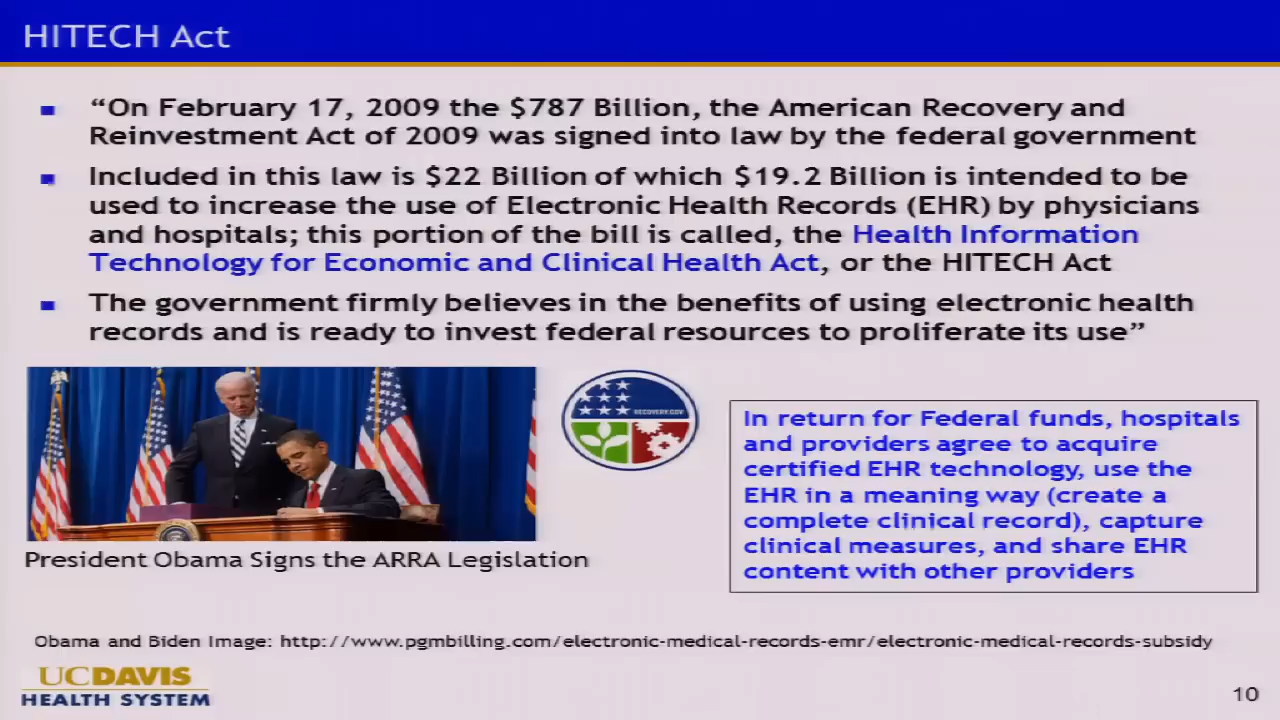 HITECH Act
“On February 17, 2009 the $787 Billion, the American Recovery and
Reinvestment Act of 2009 was signed into law by the federal government
Included in this law is $22 Billion of which $19.2 Billion is intended to be
used to increase the use of Electronic Health Records (EHR) by physicians
and hospitals; this portion of the bill is called, the Health Information
Technology for Economic and Clinical Health Act, or the HITECH Act
The government firmly believes in the benefits of using electronic health
records and is ready to invest federal resources to proliferate its use”
RECOVERY.GOV
In return for Federal funds, hospitals
and providers agree to acquire
certified EHR technology, use the
EHR in a meaning way (create a
complete clinical record), capture
clinical measures, and share EHR
content with other providers
President Obama Signs the ARRA Legislation
Obama and Biden Image: http://www.pgmbilling.com/electronic-medical-records-emr/electronic-medical-records-subsidy
UCDAVIS
HEALTH SYSTEM
10